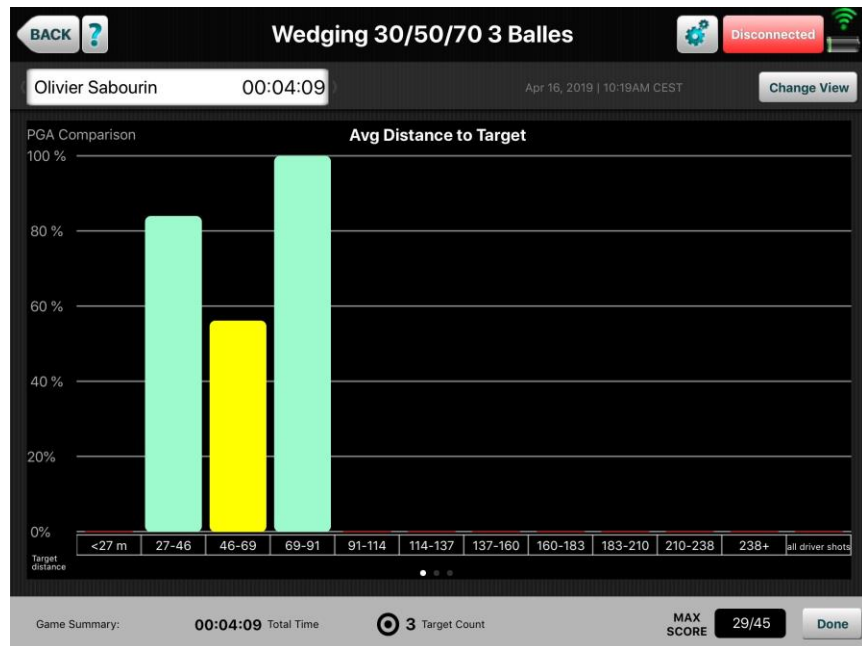 BACK ? Wedging 30/50/70 3 Balles Disconnected
Olivier Sabourin 00:04:09 Apr 16, 2019 | 10:19AM CEST Change View
PGA Comparison Avg Distance to Target
100 %
80 %
60 %
40 %
20%
0%
<27 m 27-46 46-69 69-91 91-114 114-137 137-160 160-183 183-210 210-238 238+ all driver shots
Target
distance
Game Summary: 00:04:09 Total Time 3 Target Count MAX
SCORE 29/45 Done